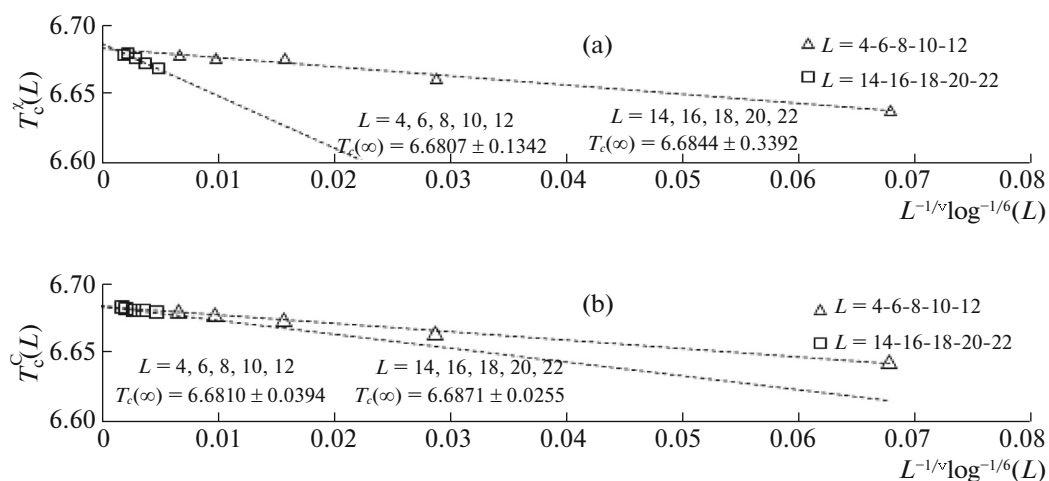 6.70
(a)
L = 4-6-8-10-12
L = 14-16-18-20-22
T_c^χ(L)
6.65
L = 4, 6, 8, 10, 12
T_c(∞) = 6.6807 ± 0.1342
L = 14, 16, 18, 20, 22
T_c(∞) = 6.6844 ± 0.3392
6.60
0 0.01 0.02 0.03 0.04 0.05 0.06 0.07 0.08
L^{-1/ν}log^{-1/6}(L)
6.70
(b)
L = 4-6-8-10-12
L = 14-16-18-20-22
T_c^C(L)
6.65
L = 4, 6, 8, 10, 12
T_c(∞) = 6.6810 ± 0.0394
L = 14, 16, 18, 20, 22
T_c(∞) = 6.6871 ± 0.0255
6.60
0 0.01 0.02 0.03 0.04 0.05 0.06 0.07 0.08
L^{-1/ν}log^{-1/6}(L)